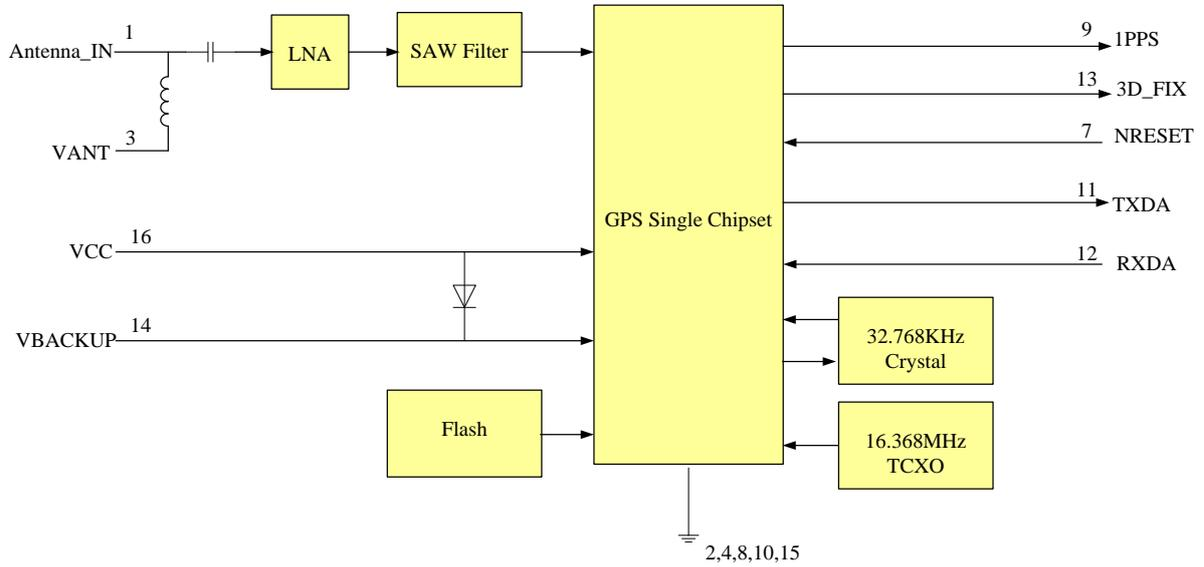 1
Antenna_IN
LNA
SAW Filter
3
VANT
16
VCC
14
VBACKUP
Flash
GPS Single Chipset
9
1PPS
13
3D_FIX
7
NRESET
11
TXDA
12
RXDA
32.768KHz
Crystal
16.368MHz
TCXO
2,4,8,10,15